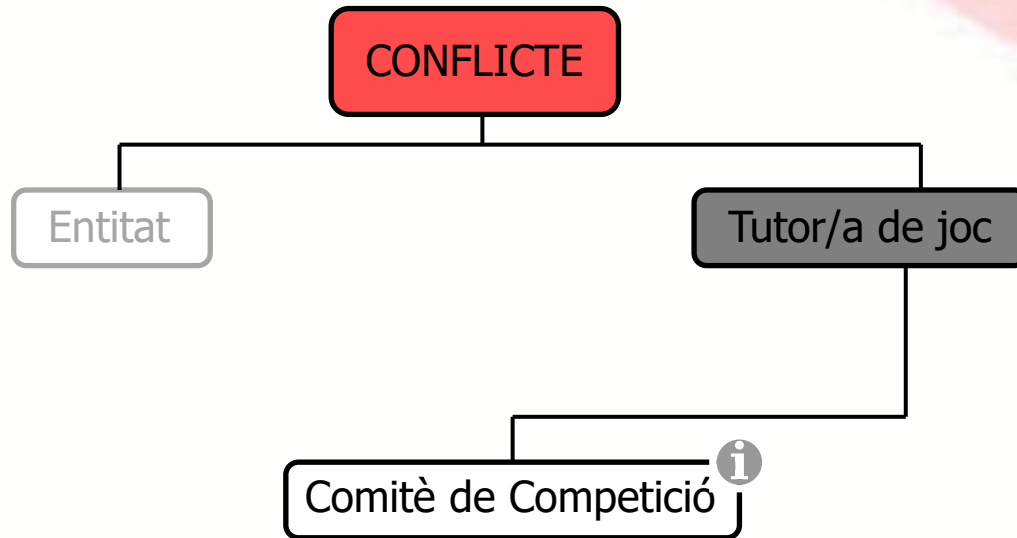 CONFLICTE
Entitat
Tutor/a de joc
Comitè de Competició